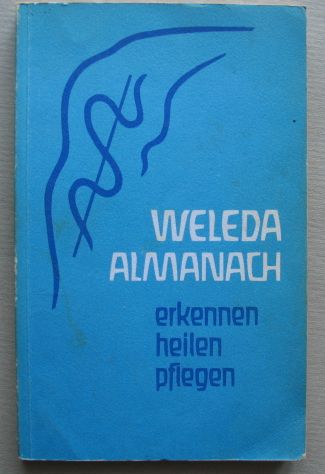 WELEDA
ALMANACH
erkennen
heilen
pflegen